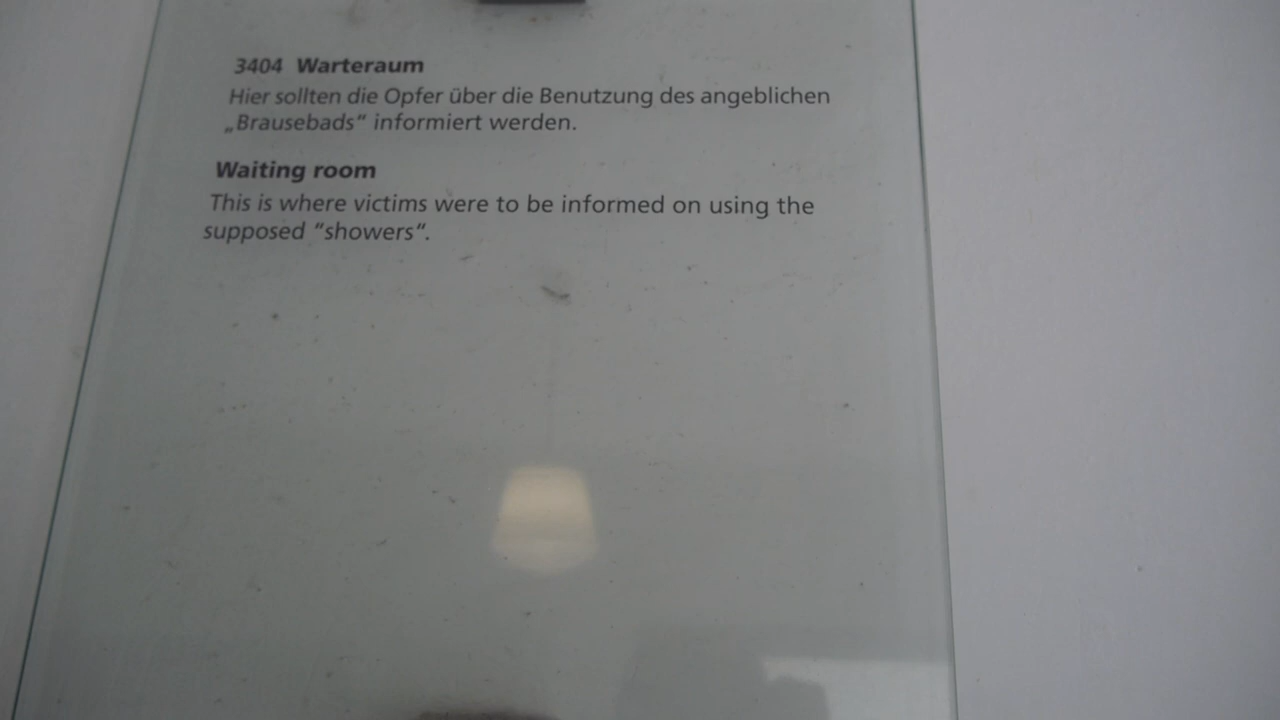 3404 Warteraum
Hier sollten die Opfer über die Benutzung des angeblichen
„Brausebads“ informiert werden.
Waiting room
This is where victims were to be informed on using the
supposed “showers“.